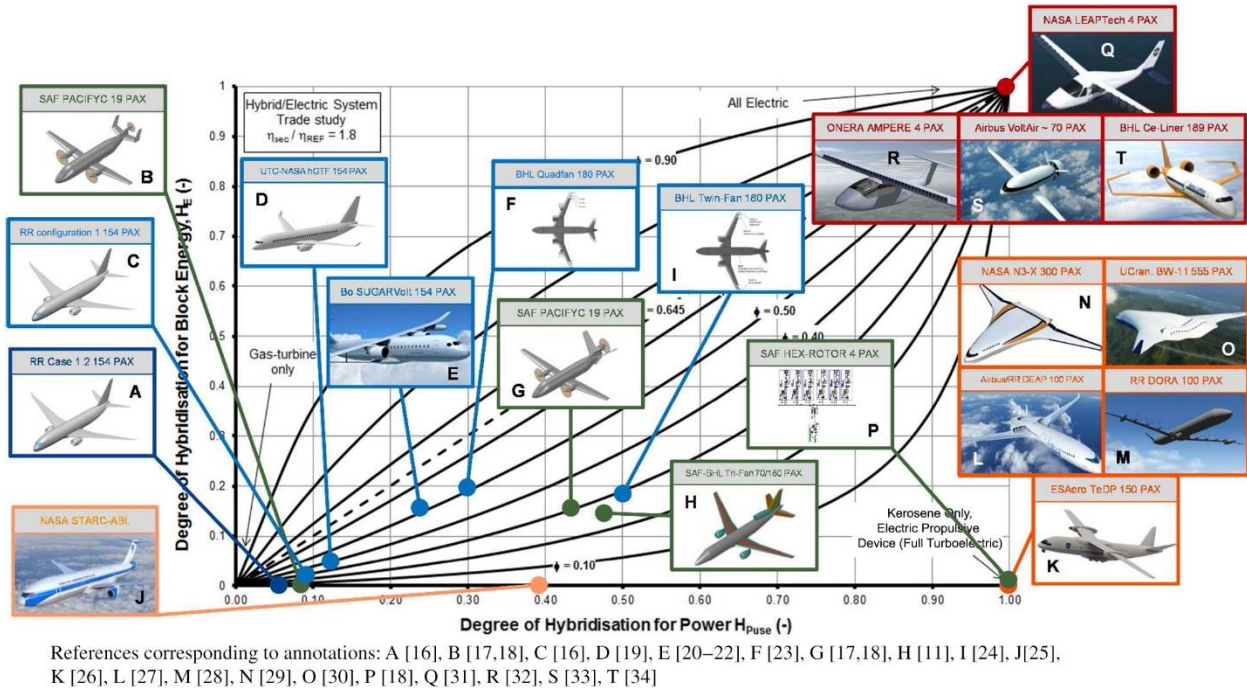 NASA LEAPTech 4 PAX
Q
SAF PACIFYC 19 PAX
B
Hybrid/Electric System
Trade study
ηsec / ηREF = 1.8
All Electric
ϕ = 0.90
ONERA AMPERE 4 PAX
R
Airbus VoltAir ~ 70 PAX
S
BHL Ce-Liner 189 PAX
T
UTC-NASA hGTF 154 PAX
D
BHL Quadfan 180 PAX
F
BHL Twin-Fan 180 PAX
I
RR configuration 1 154 PAX
C
Bo SUGARVolt 154 PAX
E
SAF PACIFYC 19 PAX
G
= 0.645
ϕ = 0.50
ϕ = 0.40
NASA N3-X 300 PAX
N
UCran. BW-11 555 PAX
O
Gas-turbine
only
RR Case 1.2 154 PAX
A
SAF HEX-ROTOR 4 PAX
P
Airbus/RR DEAP 100 PAX
L
RR DORA 100 PAX
M
SAF-BHL Tri-Fan 70/180 PAX
H
ESAero TeDP 150 PAX
K
Kerosene Only,
Electric Propulsive
Device (Full Turboelectric)
NASA STARC-ABL
J
ϕ = 0.10
Degree of Hybridisation for Block Energy, HE (-)
1
0.9
0.8
0.7
0.6
0.5
0.4
0.3
0.2
0.1
0
0.00 0.10 0.20 0.30 0.40 0.50 0.60 0.70 0.80 0.90 1.00
Degree of Hybridisation for Power HPuse (-)
References corresponding to annotations: A [16], B [17,18], C [16], D [19], E [20–22], F [23], G [17,18], H [11], I [24], J[25],
K [26], L [27], M [28], N [29], O [30], P [18], Q [31], R [32], S [33], T [34]